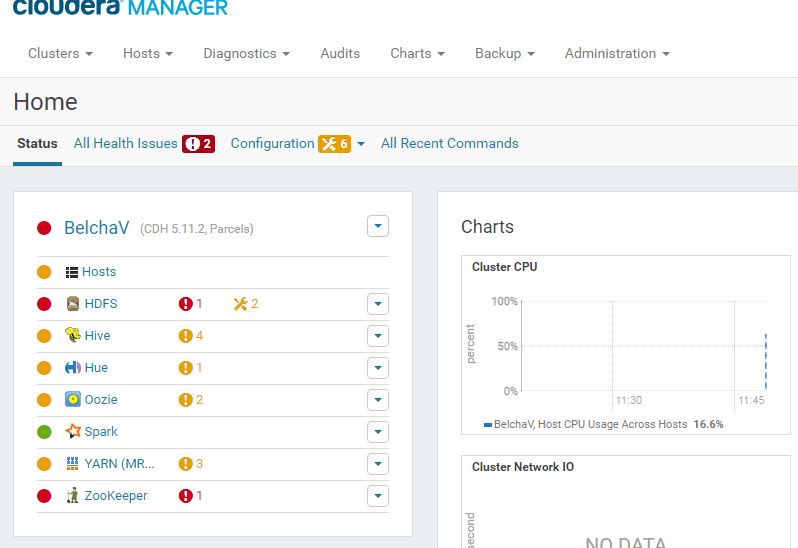 cloudera MANAGER
Clusters Hosts Diagnostics Audits Charts Backup Administration
Home
Status All Health Issues 2 Configuration 6 All Recent Commands
BelchaV (CDH 5.11.2, Parcels)
Hosts
HDFS 1 2
Hive 4
Hue 1
Oozie 2
Spark
YARN (MR...
3
ZooKeeper 1
Charts
Cluster CPU
percent
100%
50%
0%
11:30 11:45
BelchaV, Host CPU Usage Across Hosts 16.6%
Cluster Network IO
second
NO DATA